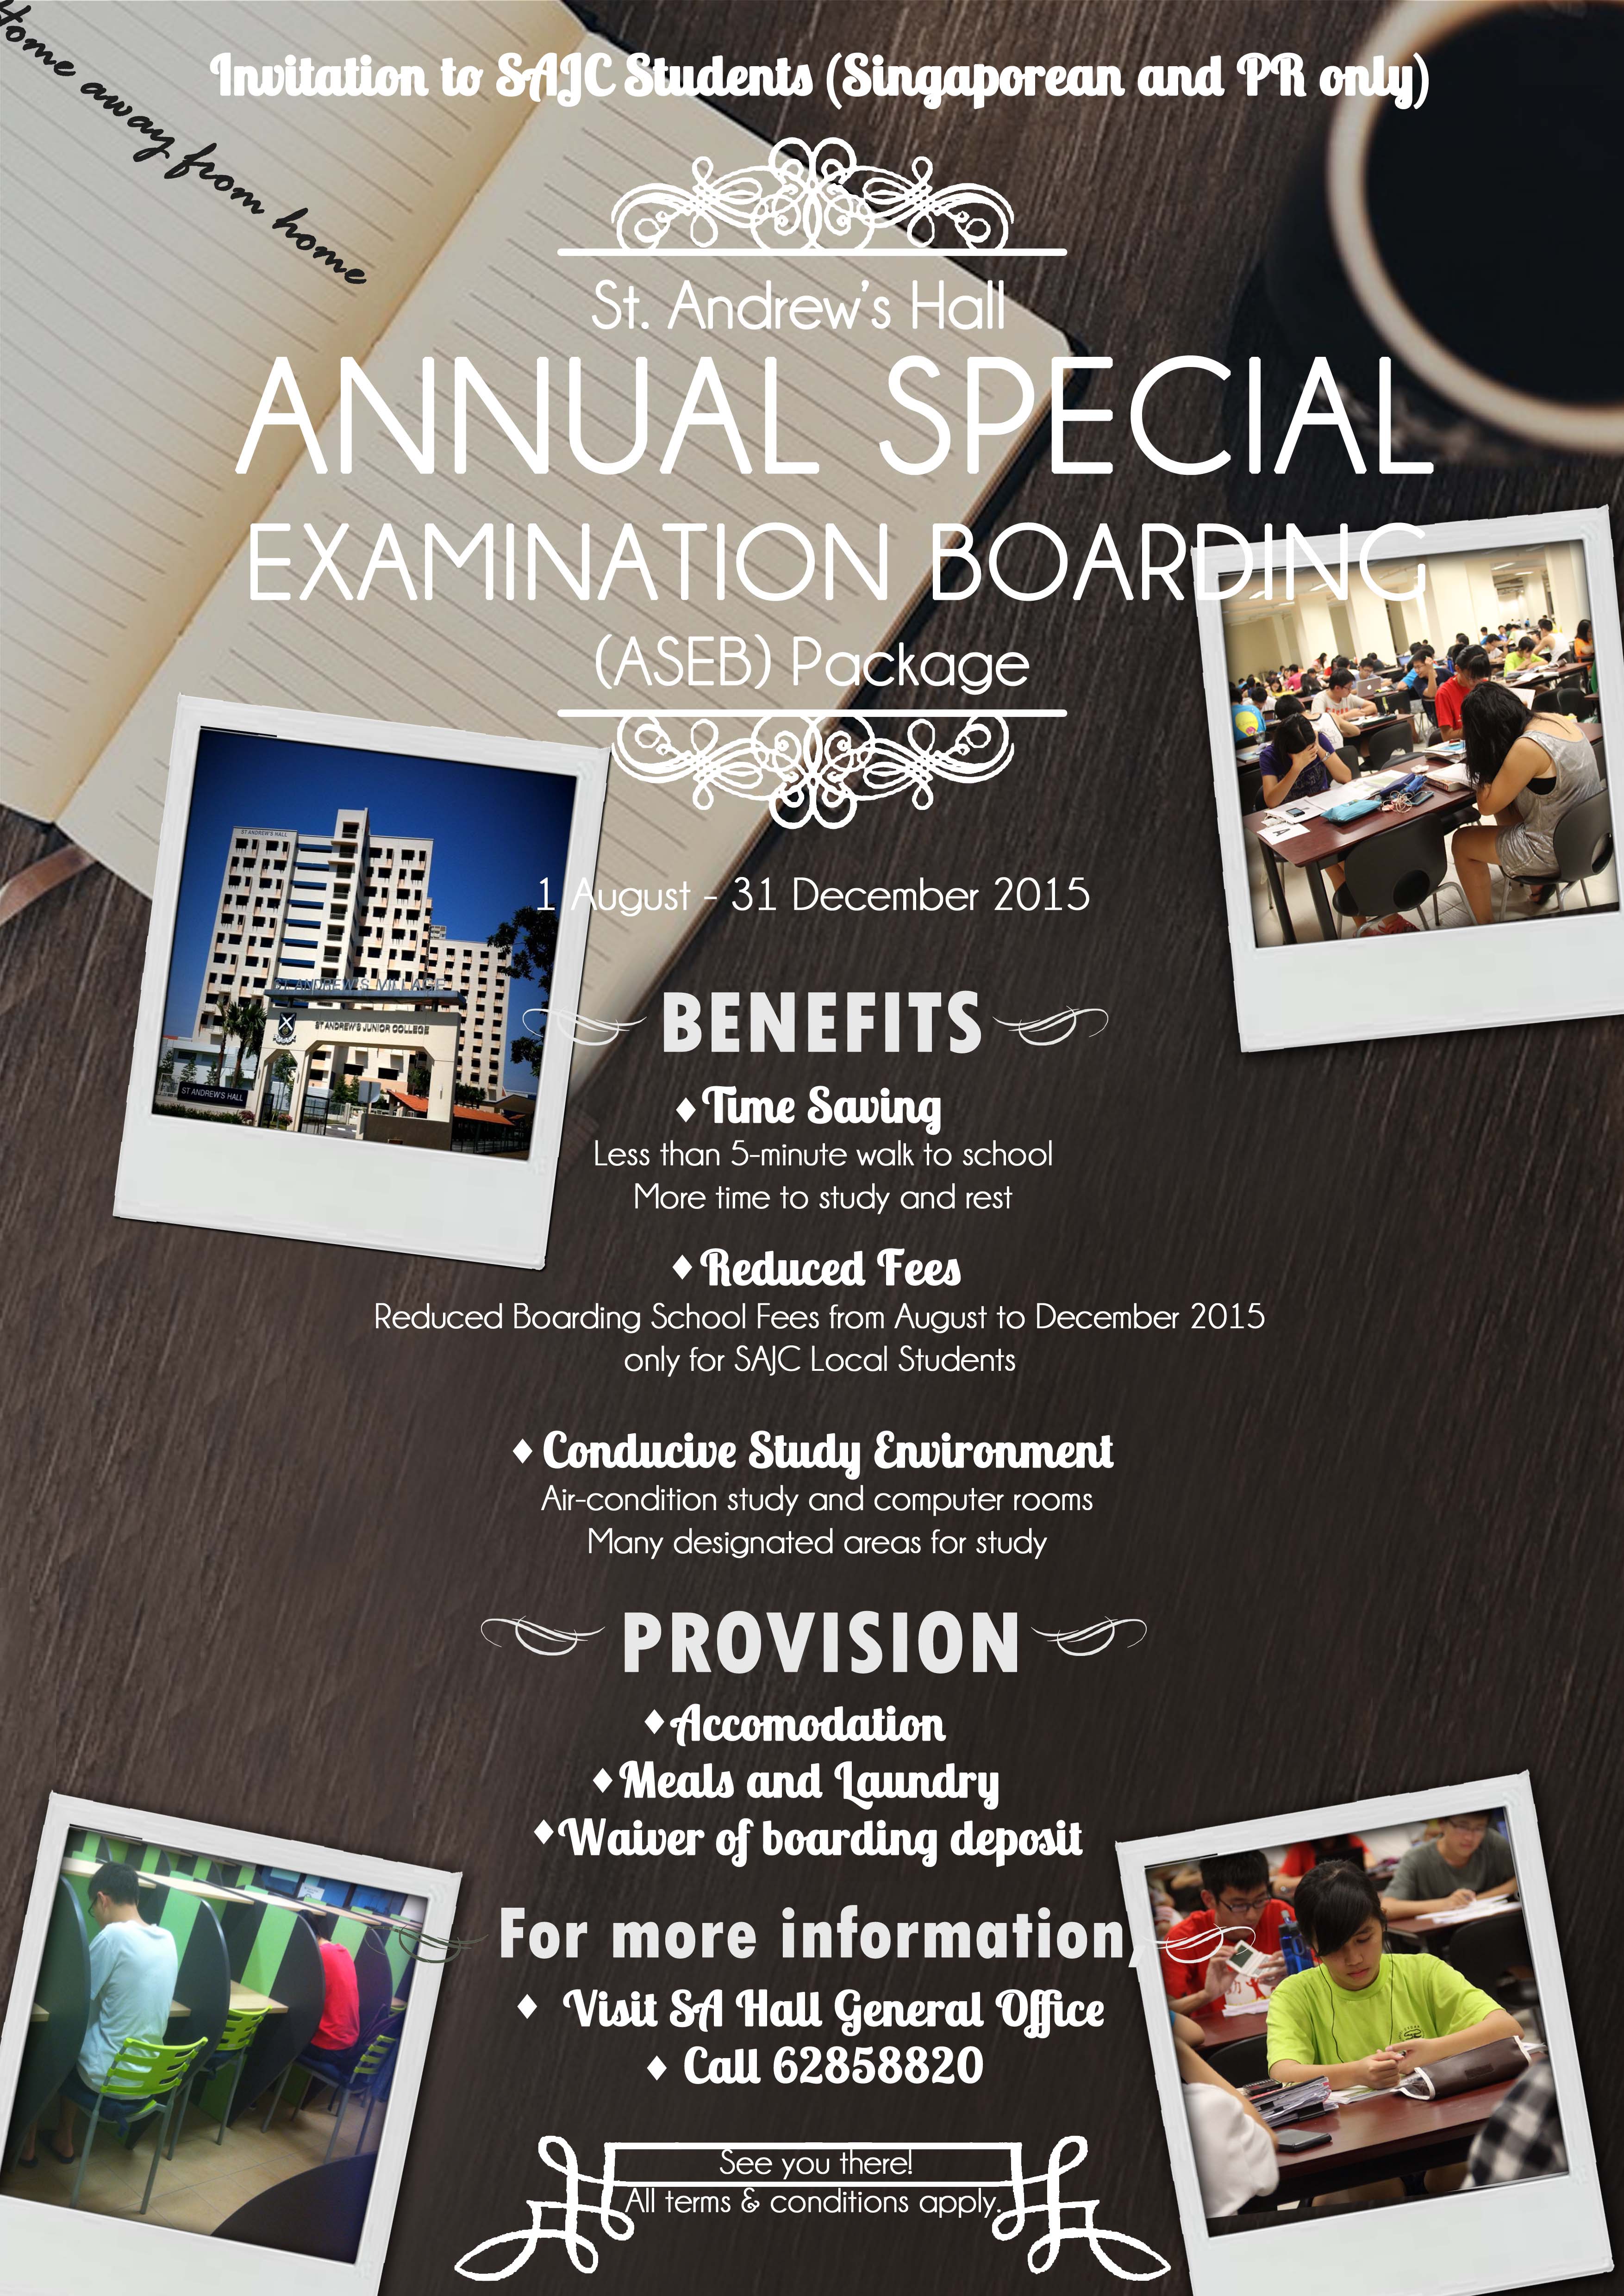 Home away from home
Invitation to SAJC Students (Singaporean and PR only)
St. Andrew's Hall
ANNUAL SPECIAL
EXAMINATION BOARDING
(ASEB) Package
ST ANDREW'S HALL
ST ANDREW'S VILLAGE
ST ANDREW'S JUNIOR COLLEGE
ST ANDREW'S HALL
1 August - 31 December 2015
BENEFITS
♦ Time Saving
Less than 5-minute walk to school
More time to study and rest
♦ Reduced Fees
Reduced Boarding School Fees from August to December 2015
only for SAJC Local Students
♦ Conducive Study Environment
Air-condition study and computer rooms
Many designated areas for study
PROVISION
♦ Accomodation
♦ Meals and Laundry
♦ Waiver of boarding deposit
For more information,
♦ Visit SA Hall General Office
♦ Call 62858820
See you there!
All terms & conditions apply.